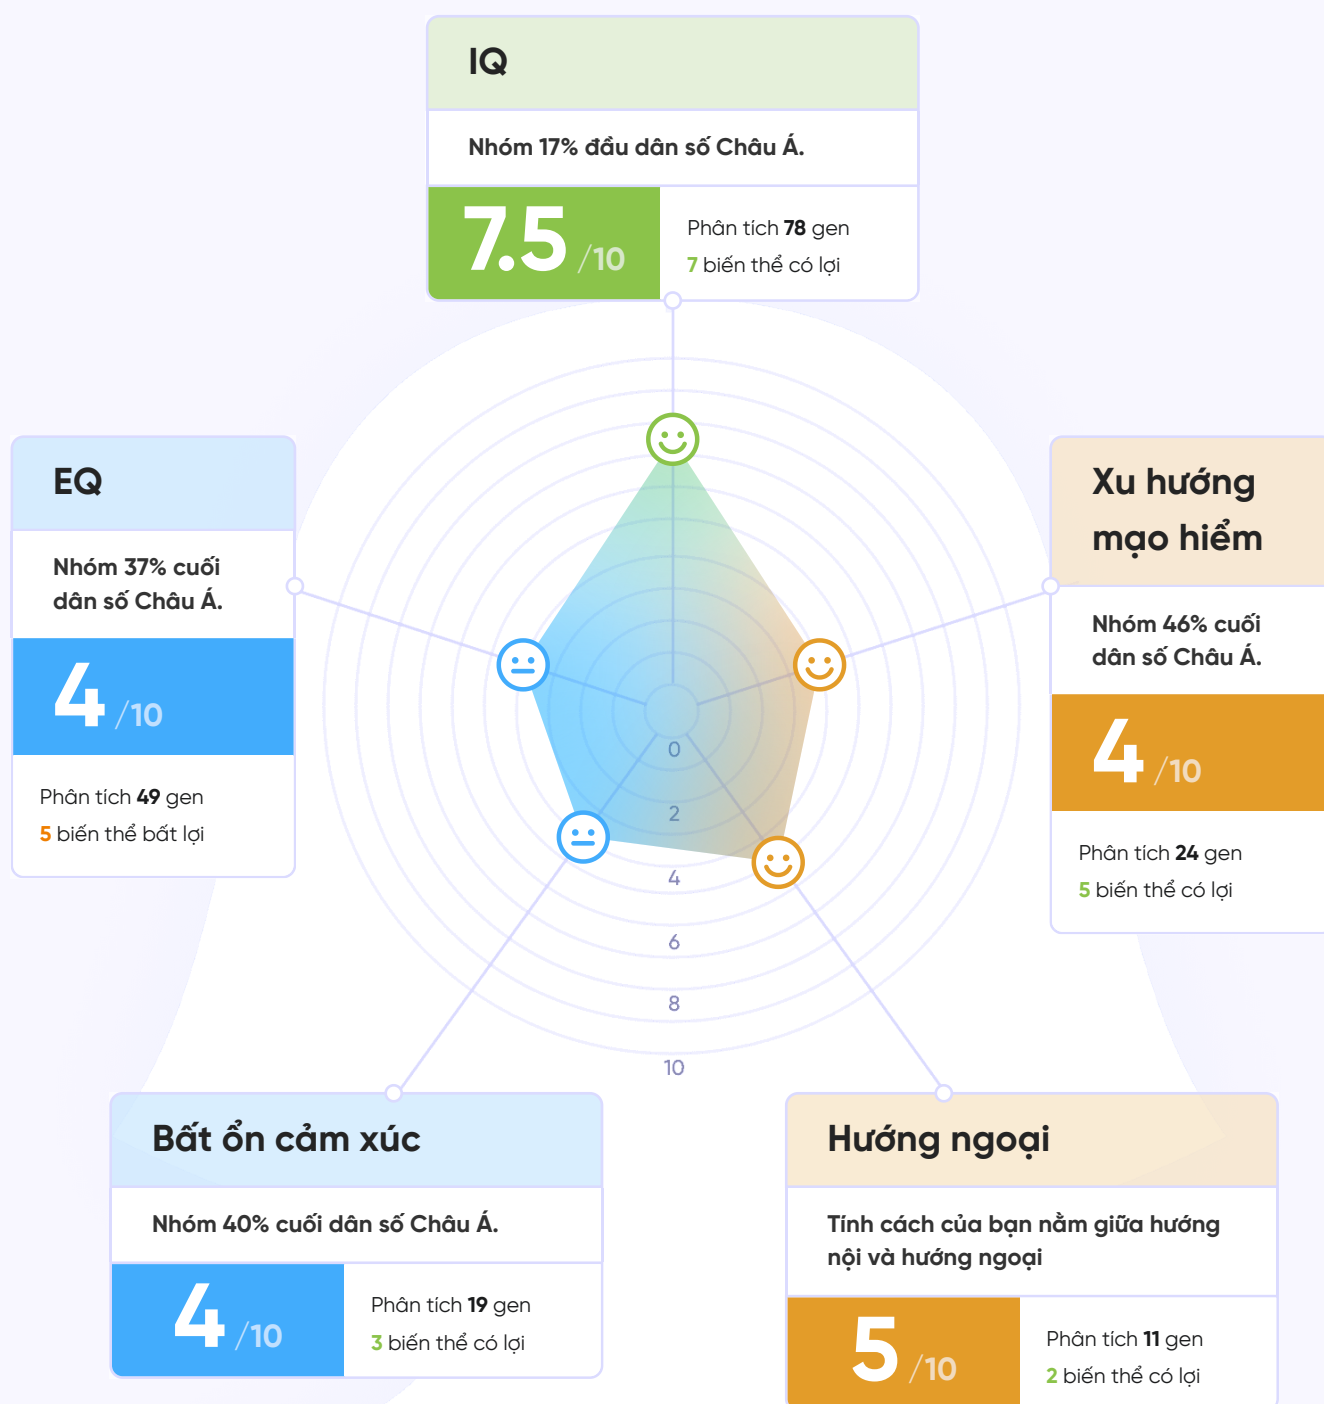 IQ
Nhóm 17% đầu dân số Châu Á.
7.5 /10
Phân tích 78 gen
7 biến thể có lợi
EQ
Nhóm 37% cuối
dân số Châu Á.
4 /10
Phân tích 49 gen
5 biến thể bất lợi
Xu hướng
mạo hiểm
Nhóm 46% cuối
dân số Châu Á.
4 /10
Phân tích 24 gen
5 biến thể có lợi
0
2
4
6
8
10
Bất ổn cảm xúc
Nhóm 40% cuối dân số Châu Á.
4 /10
Phân tích 19 gen
3 biến thể có lợi
Hướng ngoại
Tính cách của bạn nằm giữa hướng
nội và hướng ngoại
5 /10
Phân tích 11 gen
2 biến thể có lợi